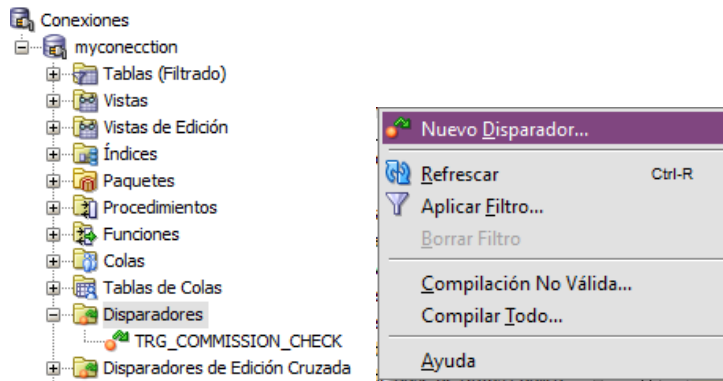 Conexiones
myconecction
Tablas (Filtrado)
Vistas
Vistas de Edición
Índices
Paquetes
Procedimientos
Funciones
Colas
Tablas de Colas
Disparadores
TRG_COMMISSION_CHECK
Disparadores de Edición Cruzada
Nuevo Disparador...
Refrescar Ctrl-R
Aplicar Filtro...
Borrar Filtro
Compilación No Válida...
Compilar Todo...
Ayuda